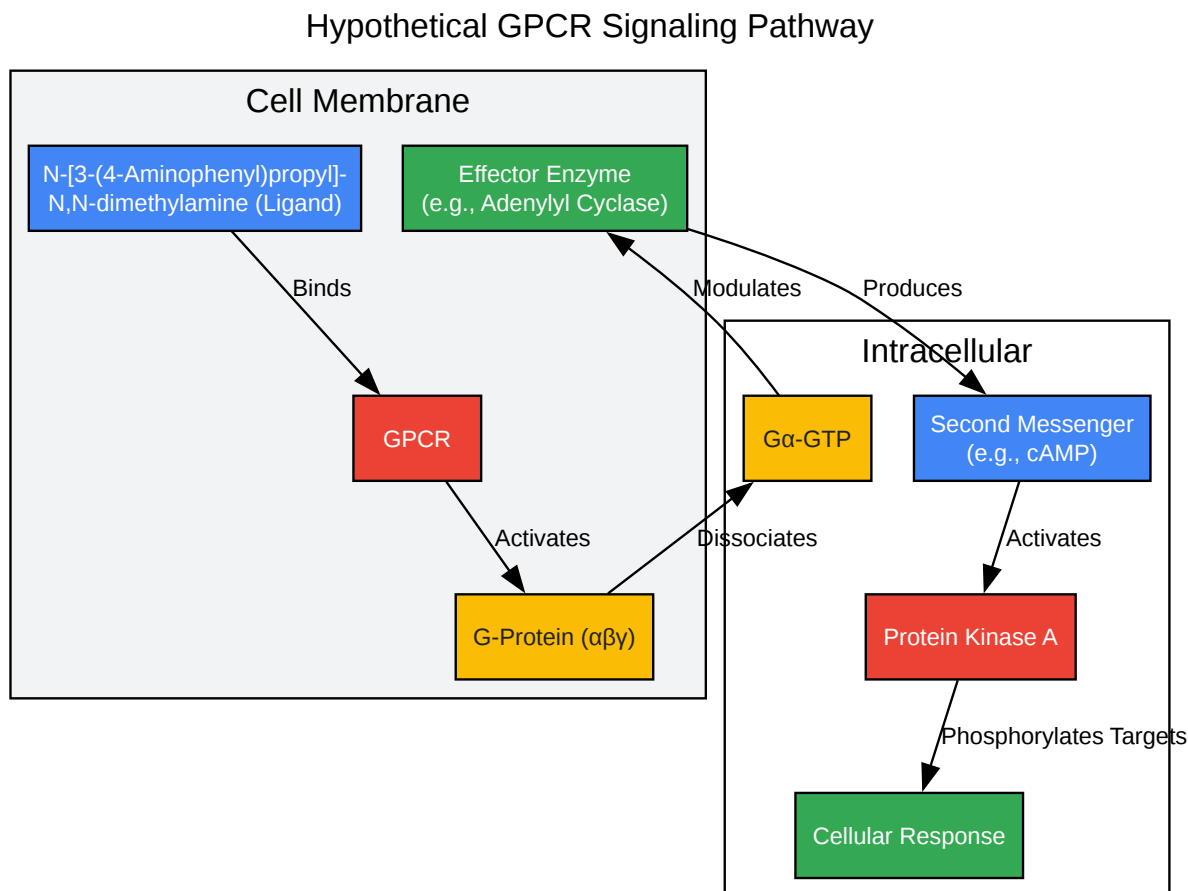 Hypothetical GPCR Signaling Pathway
Cell Membrane
N-[3-(4-Aminophenyl)propyl]-
N,N-dimethylamine (Ligand)
Effector Enzyme
(e.g., Adenylyl Cyclase)
Binds
Modulates
Produces
Intracellular
GPCR
Gα-GTP
Second Messenger
(e.g., cAMP)
Activates
Dissociates
Activates
G-Protein (αβγ)
Protein Kinase A
Phosphorylates Targets
Cellular Response